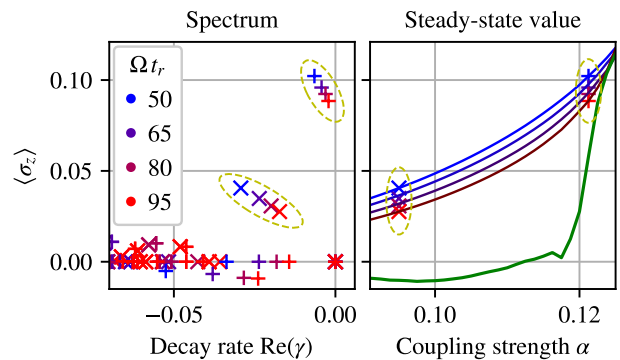 Spectrum
Steady-state value
⟨σz⟩
0.10
0.05
0.00
Ω tr
50
65
80
95
−0.05
0.00
0.10
0.12
Decay rate Re(γ)
Coupling strength α